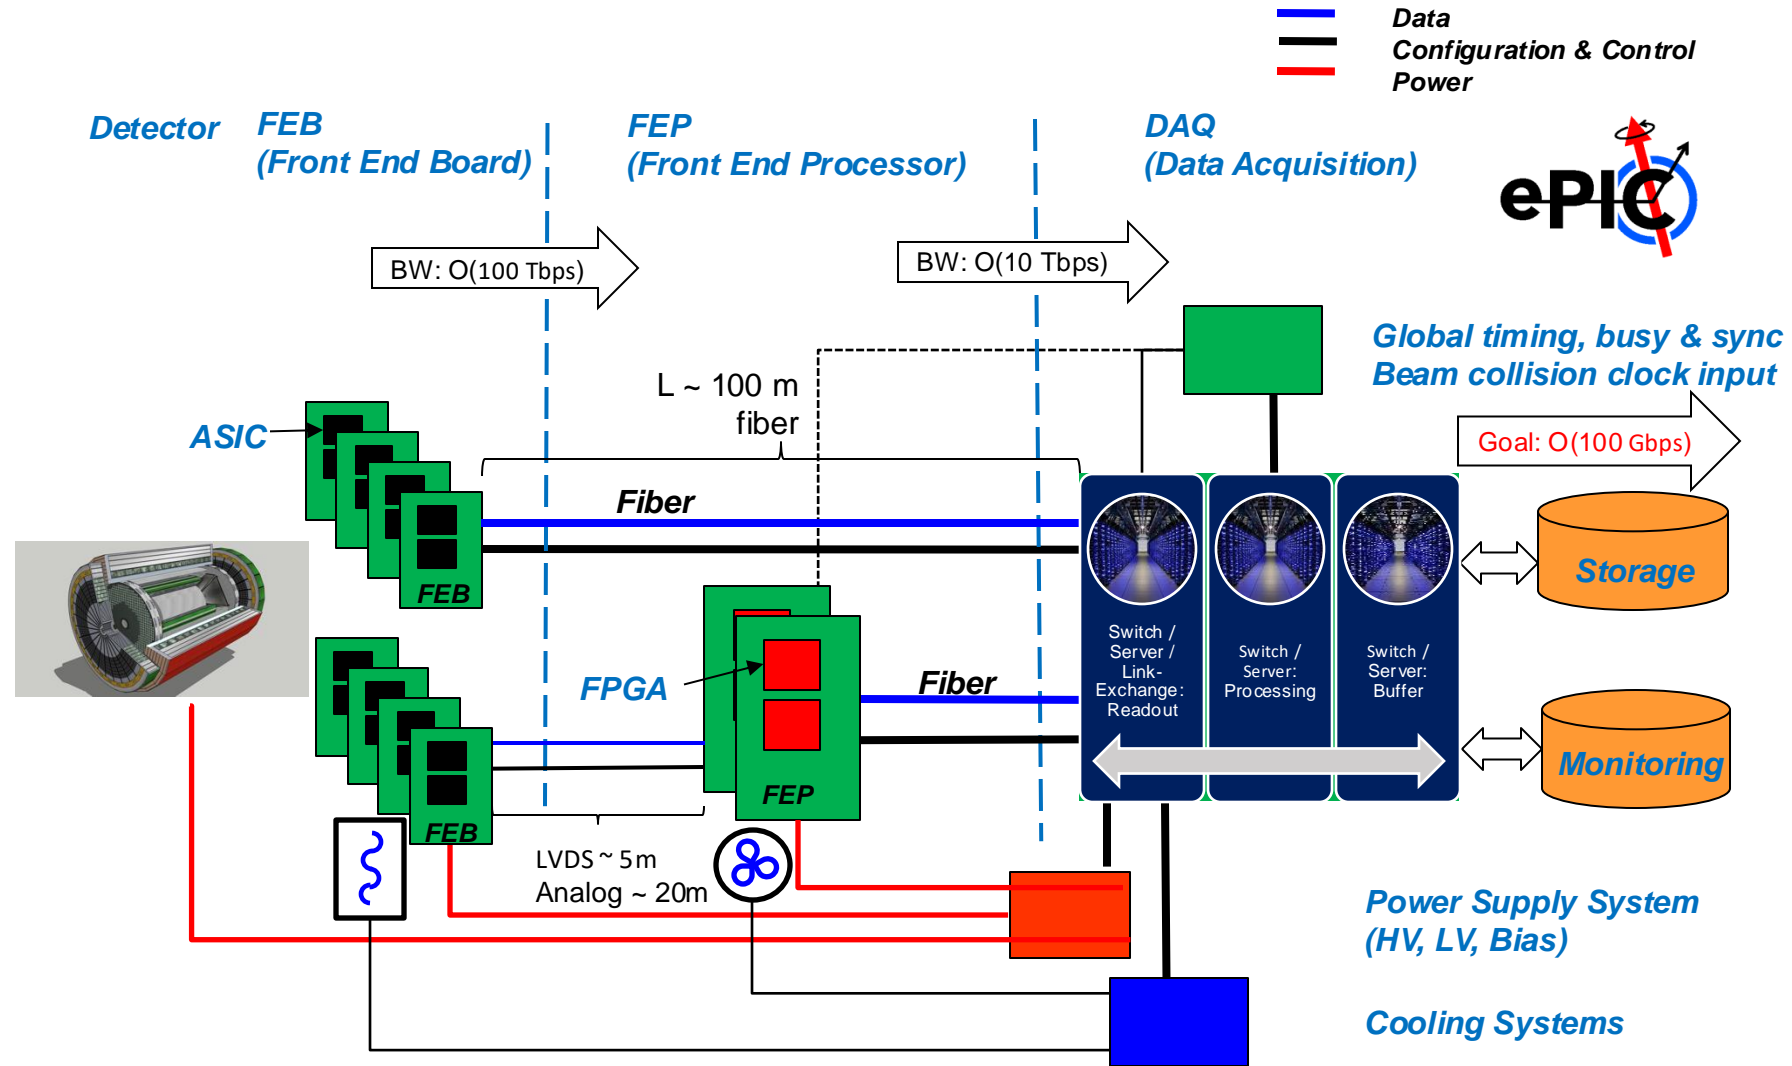 Data
Configuration & Control
Power
Detector
FEB
(Front End Board)
FEP
(Front End Processor)
DAQ
(Data Acquisition)
ePIC
BW: O(100 Tbps)
BW: O(10 Tbps)
Global timing, busy & sync
Beam collision clock input
L ~ 100 m
fiber
ASIC
Goal: O(100 Gbps)
Fiber
FEB
Storage
Switch /
Server /
Link-
Exchange:
Readout
Switch /
Server:
Processing
Switch /
Server:
Buffer
FPGA
Fiber
FEP
Monitoring
FEB
LVDS ~ 5m
Analog ~ 20m
Power Supply System
(HV, LV, Bias)
Cooling Systems